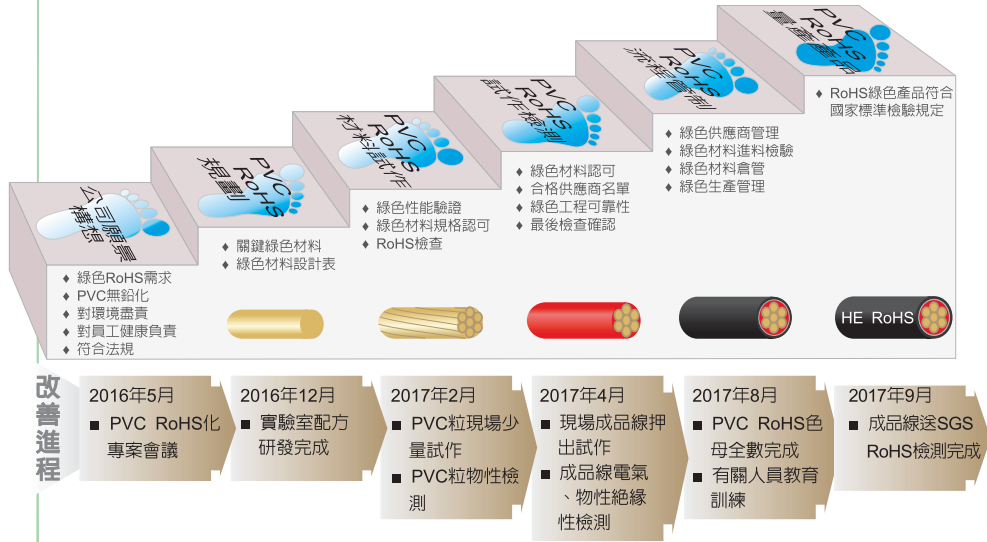 公司願景
構想
♦ 綠色RoHS需求
♦ PVC無鉛化
♦ 對環境盡責
♦ 對員工健康負責
♦ 符合法規
PVC
RoHS
規劃
♦ 關鍵綠色材料
♦ 綠色材料設計表
PVC
RoHS
材料試作
♦ 綠色性能驗證
♦ 綠色材料規格認可
♦ RoHS檢查
PVC
RoHS
試作檢測
♦ 綠色材料認可
♦ 合格供應商名單
♦ 綠色工程可靠性
♦ 最後檢查確認
PVC
RoHS
流程管制
♦ 綠色供應商管理
♦ 綠色材料進料檢驗
♦ 綠色材料倉管
♦ 綠色生產管理
PVC
RoHS
量產產品
♦ RoHS綠色產品符合
國家標準檢驗規定
HE RoHS
改善進程
2016年5月
■ PVC RoHS化
專案會議
2016年12月
■ 實驗室配方
研發完成
2017年2月
■ PVC粒現場少
量試作
■ PVC粒物性檢
測
2017年4月
■ 現場成品線押
出試作
■ 成品線電氣
、物性絕緣
性檢測
2017年8月
■ PVC RoHS色
母全數完成
■ 有關人員教育
訓練
2017年9月
■ 成品線送SGS
RoHS檢測完成